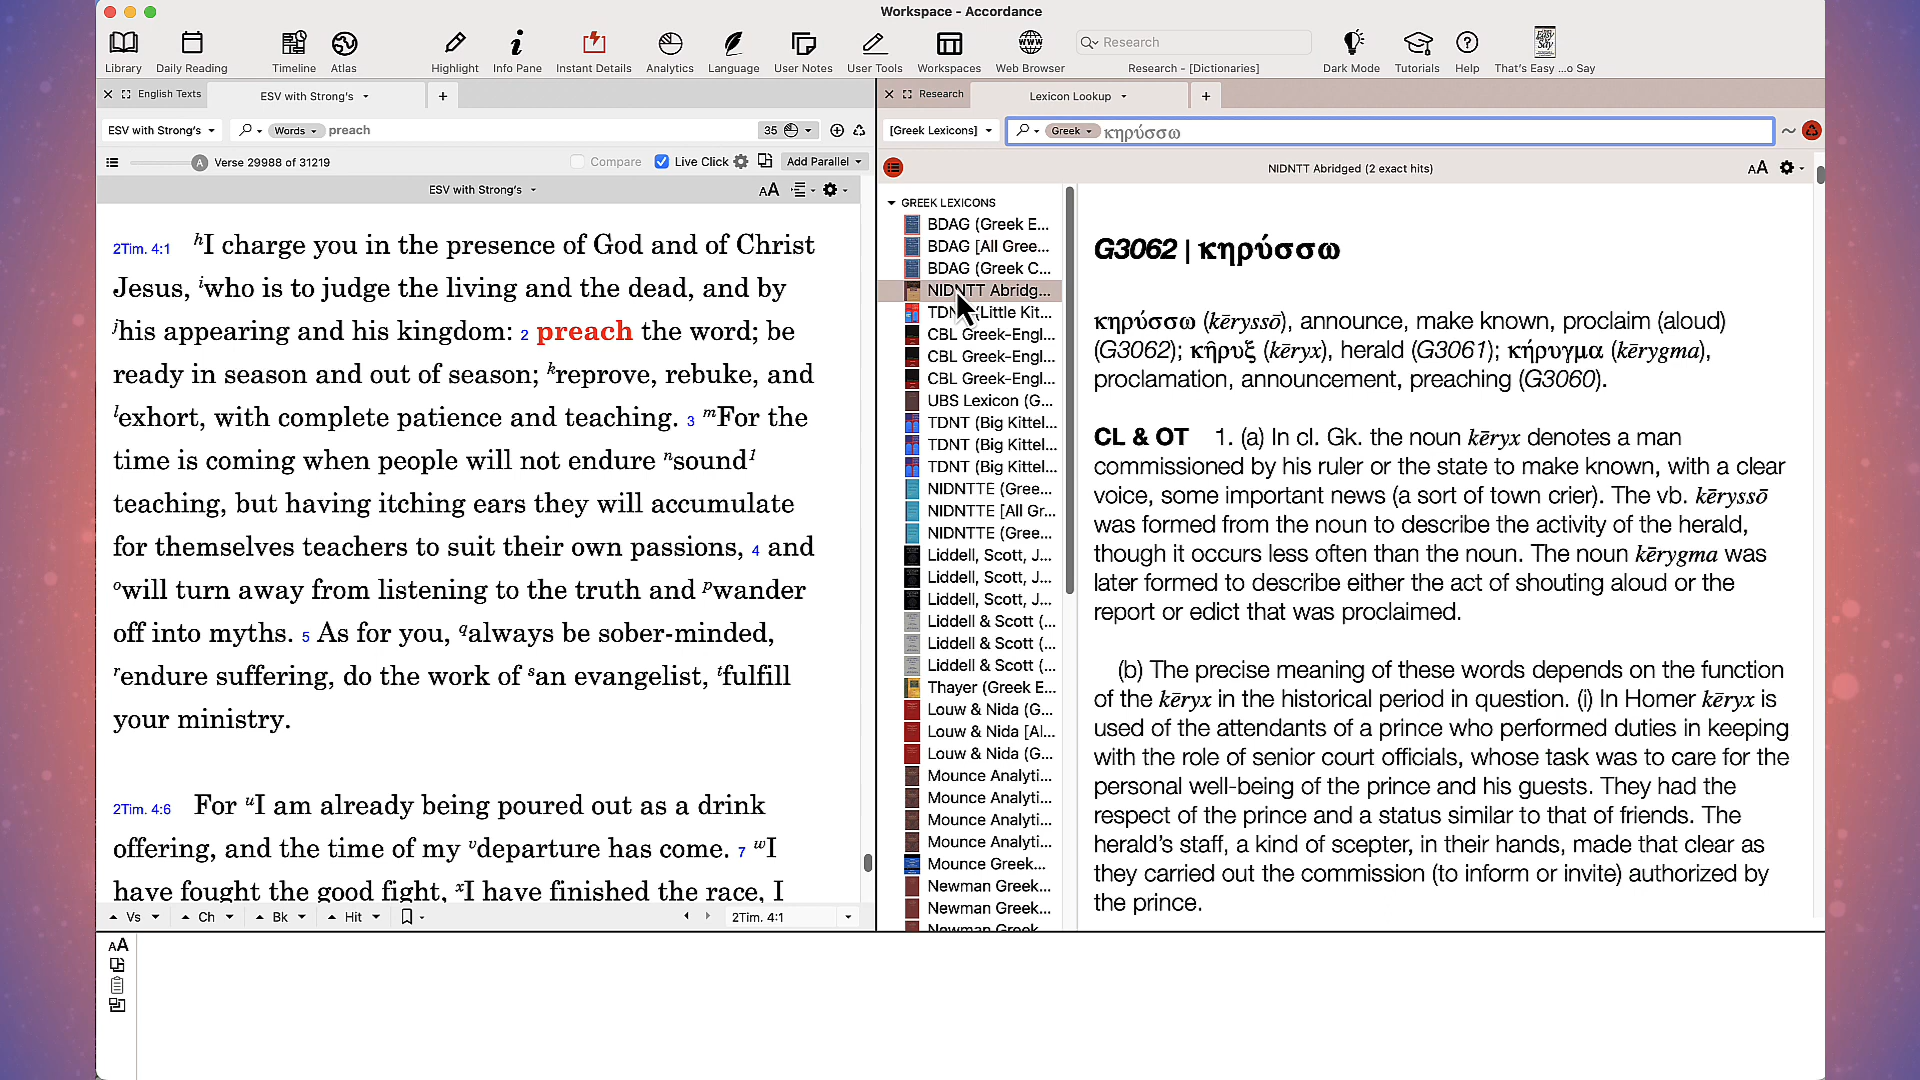 Workspace - Accordance
Library
Daily Reading
Timeline
Atlas
Highlight
Info Pane
Instant Details
Analytics
Language
User Notes
User Tools
Workspaces
Web Browser
Research
Research - [Dictionaries]
Dark Mode
Tutorials
Help
That's Easy ...o Say
English Texts
ESV with Strong's
+
Research
Lexicon Lookup
+
ESV with Strong's
Words
preach
35
[Greek Lexicons]
Greek
κηρύσσω
A
Verse 29988 of 31219
Compare
Live Click
Add Parallel
NIDNTT Abridged (2 exact hits)
AA
ESV with Strong's
AA
2Tim. 4:1 hI charge you in the presence of God and of Christ
Jesus, iwho is to judge the living and the dead, and by
jhis appearing and his kingdom: 2 preach the word; be
ready in season and out of season; kreprove, rebuke, and
lexhort, with complete patience and teaching. 3 mFor the
time is coming when people will not endure nsound1
teaching, but having itching ears they will accumulate
for themselves teachers to suit their own passions, 4 and
owill turn away from listening to the truth and pwander
off into myths. 5 As for you, qalways be sober-minded,
rendure suffering, do the work of san evangelist, tfulfill
your ministry.
2Tim. 4:6 For uI am already being poured out as a drink
offering, and the time of my vdeparture has come. 7 wI
have fought the good fight, xI have finished the race, I
Vs
Ch
Bk
Hit
2Tim. 4:1
AA
GREEK LEXICONS
BDAG (Greek E...
BDAG [All Gree...
BDAG (Greek C...
NIDNTT Abridg...
TDN (Little Kit...
CBL Greek-Engl...
CBL Greek-Engl...
CBL Greek-Engl...
UBS Lexicon (G...
TDNT (Big Kittel...
TDNT (Big Kittel...
TDNT (Big Kittel...
NIDNTTE (Gree...
NIDNTTE [All Gr...
NIDNTTE (Gree...
Liddell, Scott, J...
Liddell, Scott, J...
Liddell, Scott, J...
Liddell & Scott (...
Liddell & Scott (...
Liddell & Scott (...
Thayer (Greek E...
Louw & Nida (G...
Louw & Nida [Al...
Louw & Nida (G...
Mounce Analyti...
Mounce Analyti...
Mounce Analyti...
Mounce Analyti...
Mounce Greek...
Newman Greek...
Newman Greek...
Newman Greek...
G3062 | κηρύσσω
κηρύσσω (kēryssō), announce, make known, proclaim (aloud)
(G3062); κῆρυξ (kēryx), herald (G3061); κήρυγμα (kērygma),
proclamation, announcement, preaching (G3060).
CL & OT 1. (a) In cl. Gk. the noun kēryx denotes a man
commissioned by his ruler or the state to make known, with a clear
voice, some important news (a sort of town crier). The vb. kēryssō
was formed from the noun to describe the activity of the herald,
though it occurs less often than the noun. The noun kērygma was
later formed to describe either the act of shouting aloud or the
report or edict that was proclaimed.
(b) The precise meaning of these words depends on the function
of the kēryx in the historical period in question. (i) In Homer kēryx is
used of the attendants of a prince who performed duties in keeping
with the role of senior court officials, whose task was to care for the
personal well-being of the prince and his guests. They had the
respect of the prince and a status similar to that of friends. The
herald's staff, a kind of scepter, in their hands, made that clear as
they carried out the commission (to inform or invite) authorized by
the prince.